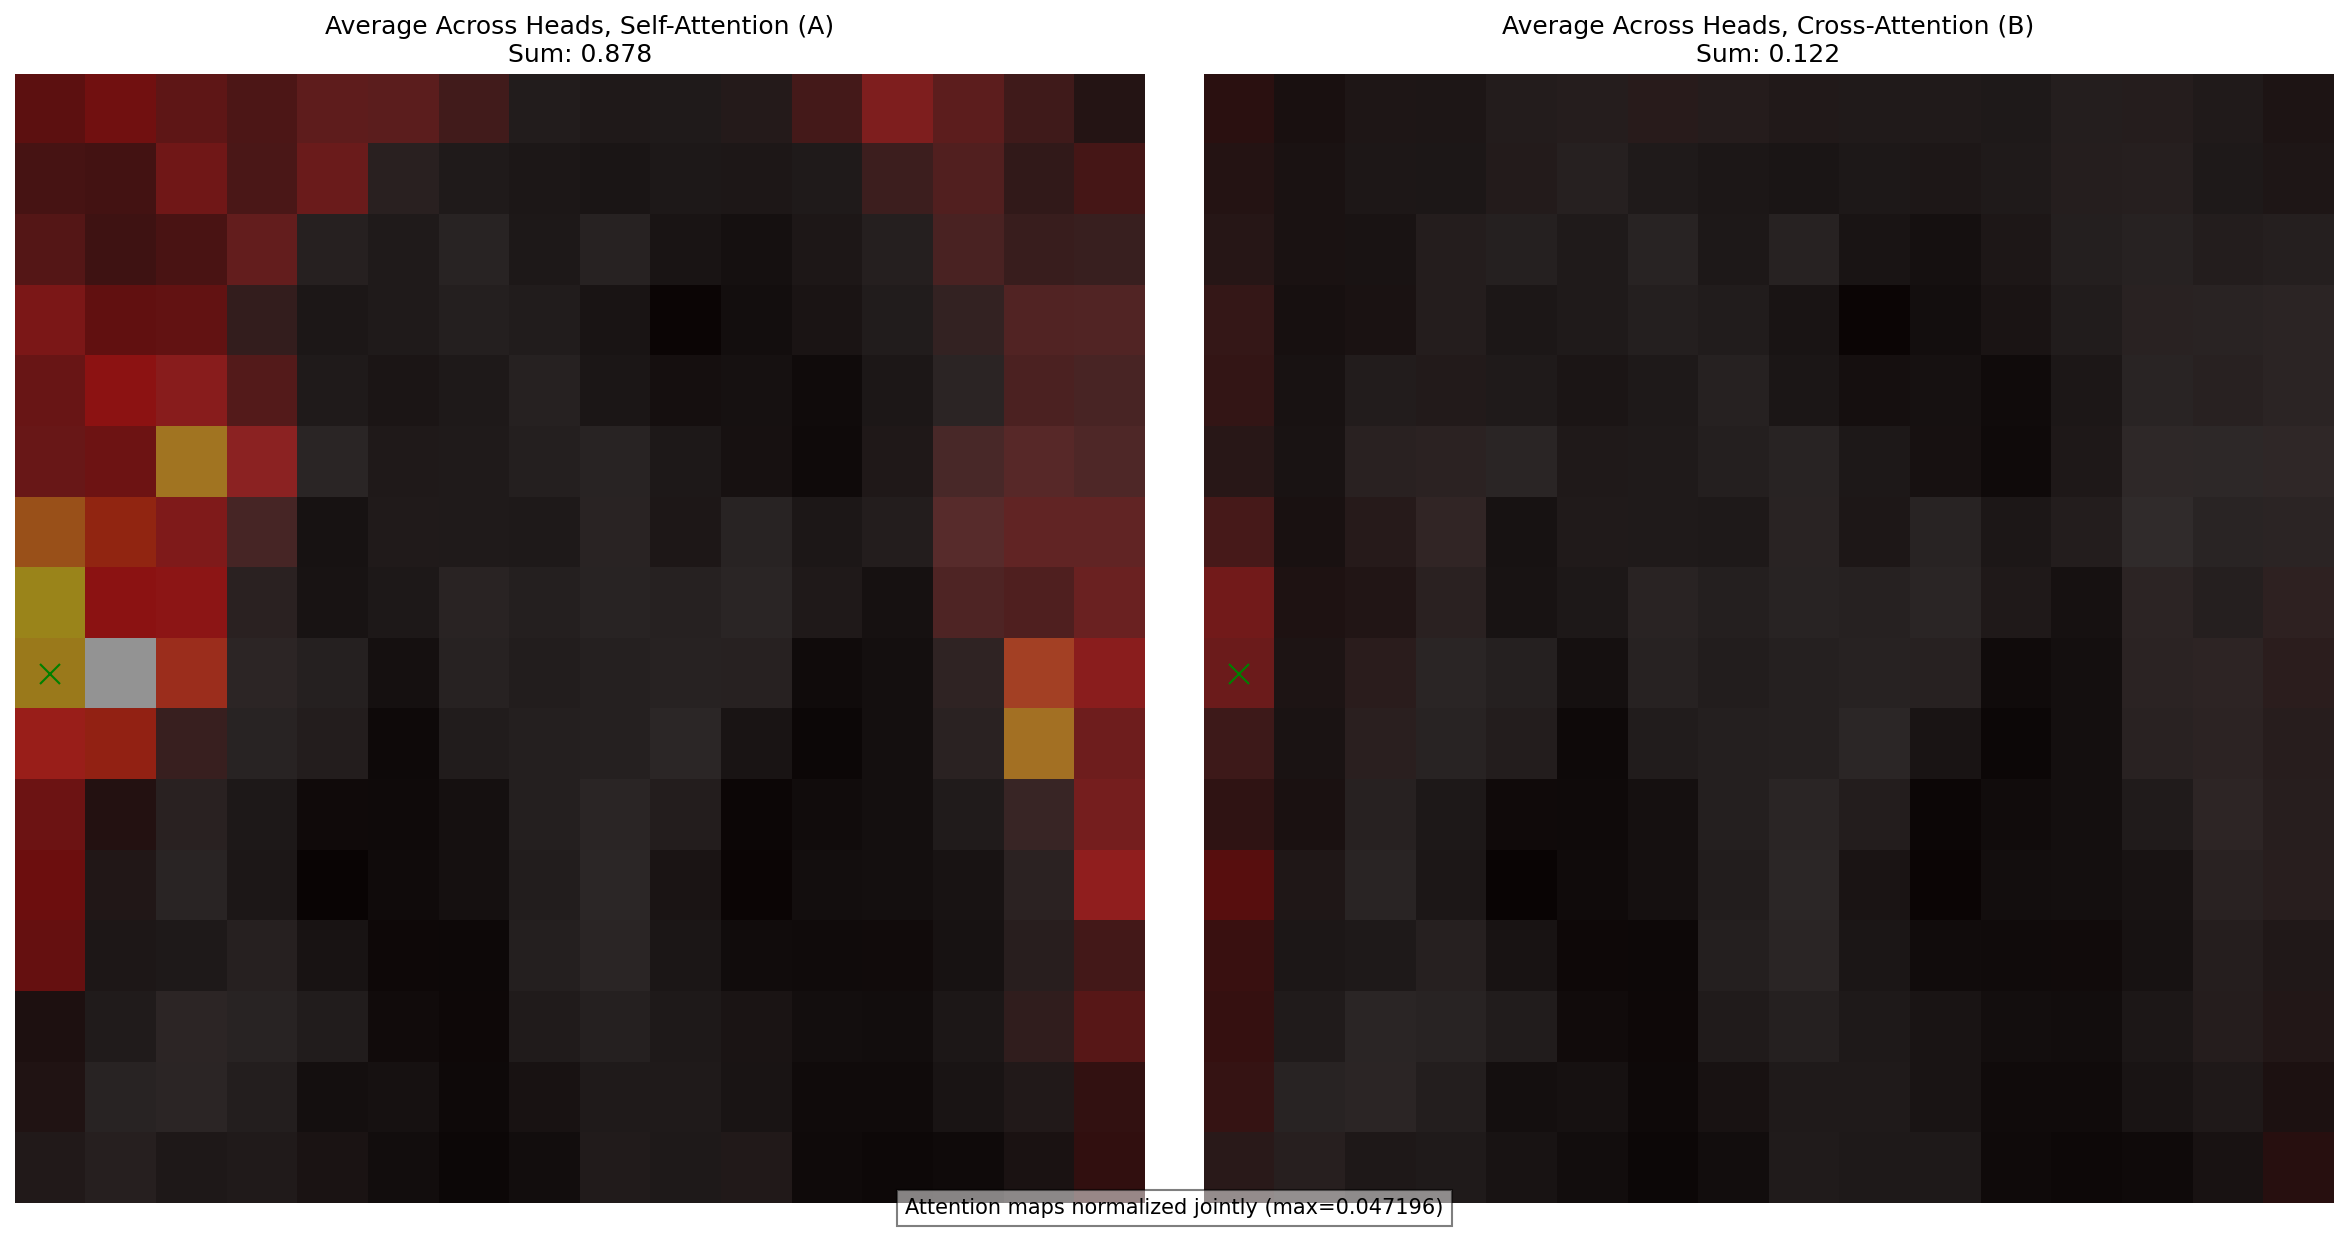 Average Across Heads, Self-Attention (A)
Sum: 0.878
Average Across Heads, Cross-Attention (B)
Sum: 0.122
Attention maps normalized jointly (max=0.047196)